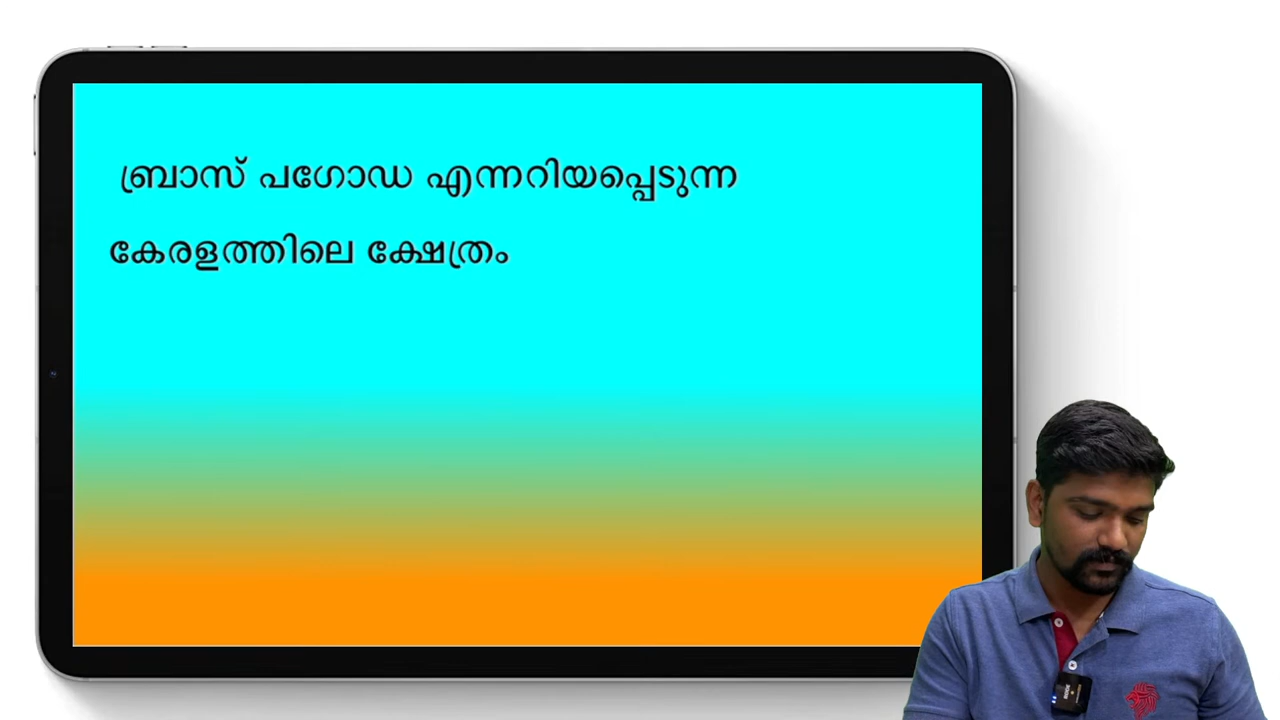 ബ്രാസ് പഗോഡ എന്നറിയപ്പെടുന്ന
കേരളത്തിലെ ക്ഷേത്രം